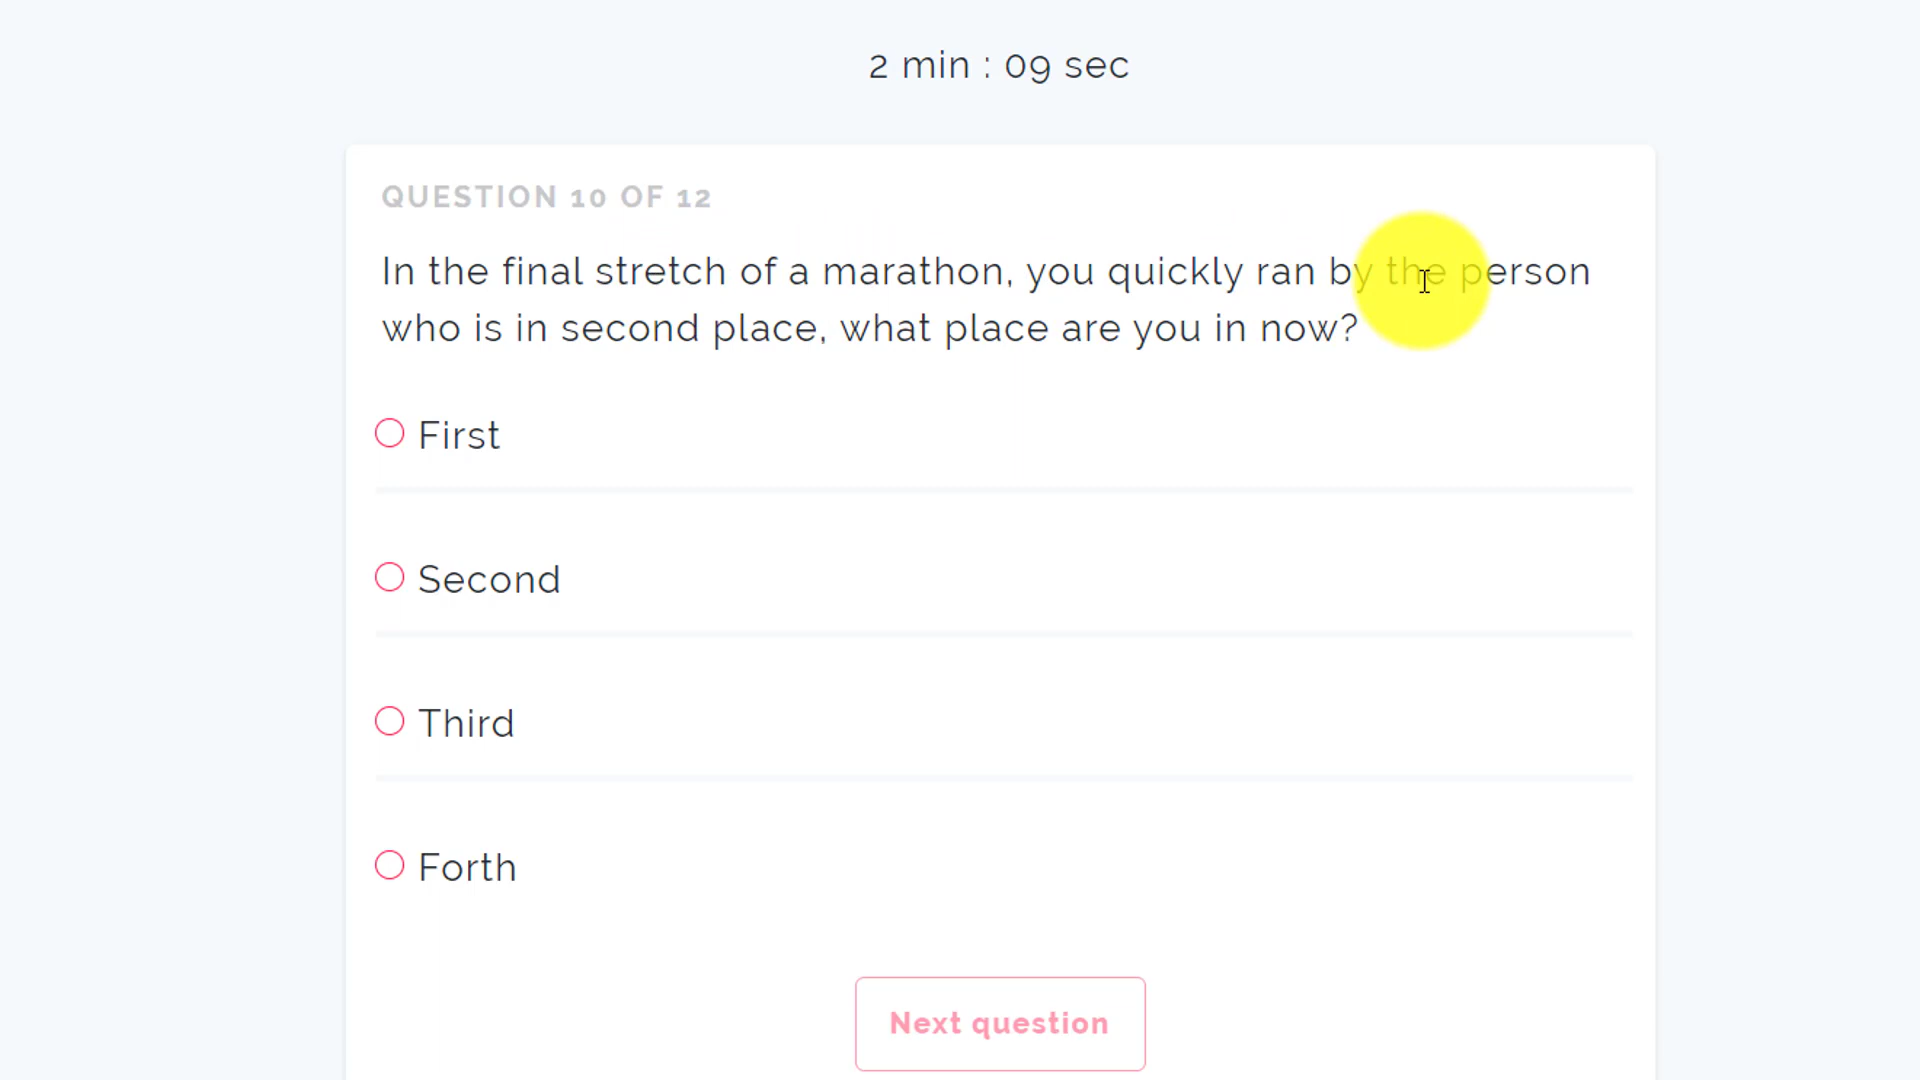 2 min : 09 sec
QUESTION 10 OF 12
In the final stretch of a marathon, you quickly ran by the person
who is in second place, what place are you in now?
First
Second
Third
Forth
Next question